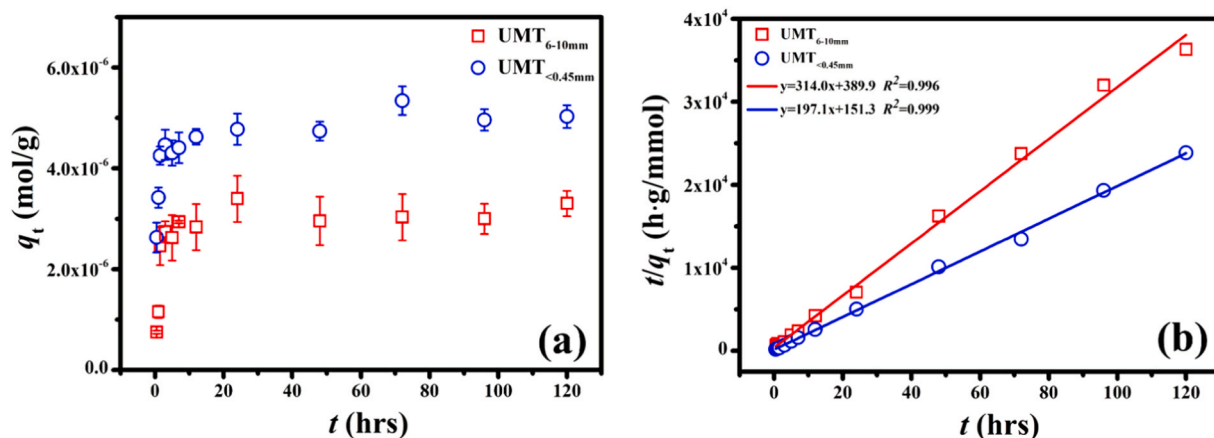 UMT6-10mm
UMT<0.45mm
6.0x10-6
4.0x10-6
2.0x10-6
0.0
qt (mol/g)
0 20 40 60 80 100 120
t (hrs)
(a)
UMT6-10mm
UMT<0.45mm
y=314.0x+389.9 R2=0.996
y=197.1x+151.3 R2=0.999
4x104
3x104
2x104
1x104
0
t/qt (h·g/mmol)
0 20 40 60 80 100 120
t (hrs)
(b)